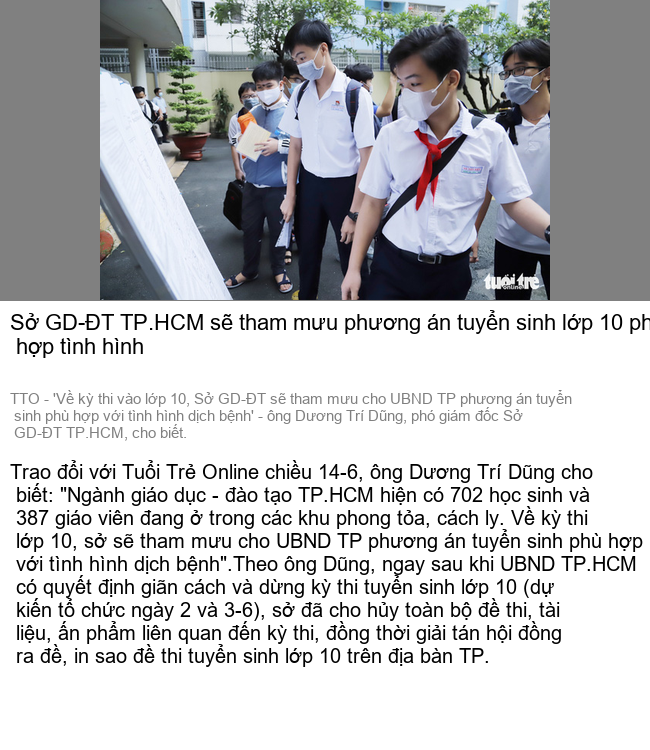 tuổi trẻ
online
Sở GD-ĐT TP.HCM sẽ tham mưu phương án tuyển sinh lớp 10 ph
hợp tình hình
TTO - 'Về kỳ thi vào lớp 10, Sở GD-ĐT sẽ tham mưu cho UBND TP phương án tuyển
sinh phù hợp với tình hình dịch bệnh' - ông Dương Trí Dũng, phó giám đốc Sở
GD-ĐT TP.HCM, cho biết.
Trao đổi với Tuổi Trẻ Online chiều 14-6, ông Dương Trí Dũng cho
biết: "Ngành giáo dục - đào tạo TP.HCM hiện có 702 học sinh và
387 giáo viên đang ở trong các khu phong tỏa, cách ly. Về kỳ thi
lớp 10, sở sẽ tham mưu cho UBND TP phương án tuyển sinh phù hợp
với tình hình dịch bệnh".Theo ông Dũng, ngay sau khi UBND TP.HCM
có quyết định giãn cách và dừng kỳ thi tuyển sinh lớp 10 (dự
kiến tổ chức ngày 2 và 3-6), sở đã cho hủy toàn bộ đề thi, tài
liệu, ấn phẩm liên quan đến kỳ thi, đồng thời giải tán hội đồng
ra đề, in sao đề thi tuyển sinh lớp 10 trên địa bàn TP.